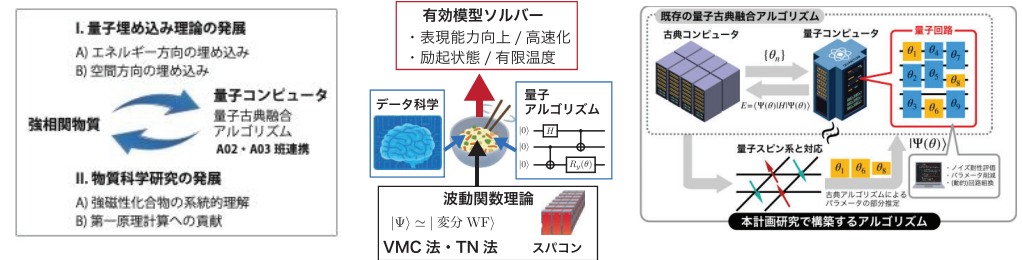 I. 量子埋め込み理論の発展
A) エネルギー方向の埋め込み
B) 空間方向の埋め込み
強相関物質
量子コンピュータ
量子古典融合
アルゴリズム
A02・A03 班連携
II. 物質科学研究の発展
A) 強磁性化合物の系統的理解
B) 第一原理計算への貢献
有効模型ソルバー
・表現能力向上 / 高速化
・励起状態 / 有限温度
データ科学
量子
アルゴリズム
|0⟩ H
|0⟩
|0⟩ R_y(θ)
波動関数理論
|Ψ⟩ ≃ | 変分 WF⟩
VMC 法・TN 法
スパコン
既存の量子古典融合アルゴリズム
古典コンピュータ
量子コンピュータ
量子回路
{θ_n}
E=⟨Ψ(θ)|H|Ψ(θ)⟩
θ_1 θ_4 θ_7
θ_2 θ_5 θ_8
θ_3 θ_6 θ_9
|Ψ(θ)⟩
量子スピン系と対応
θ_1 θ_6 θ_8
古典アルゴリズムによる
パラメータの部分推定
・ノイズ耐性評価
・パラメータ削減
・(動的)回路組換
本計画研究で構築するアルゴリズム